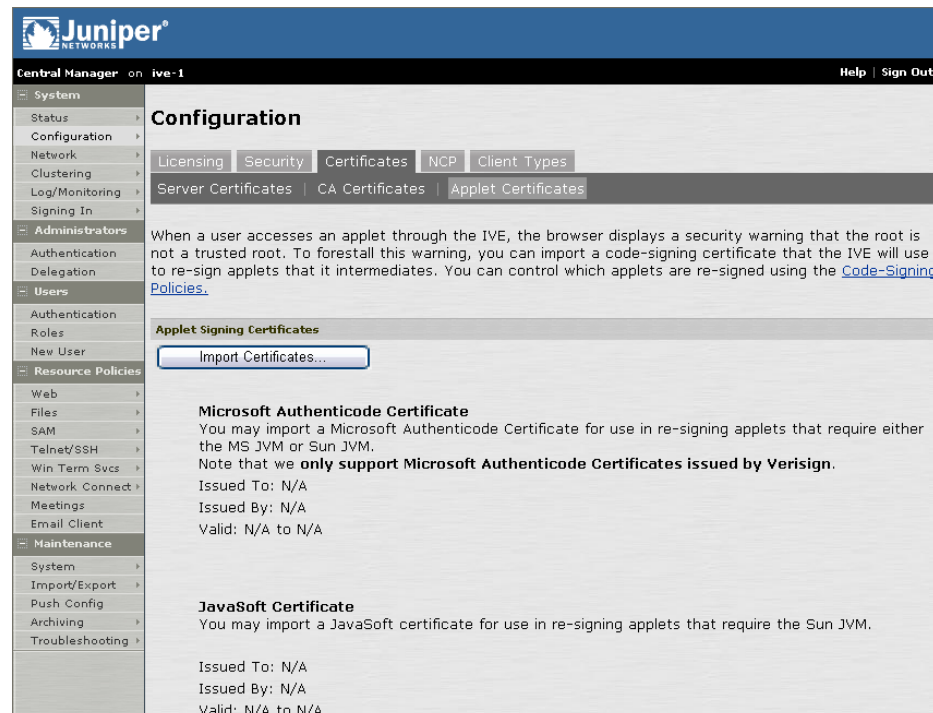 Juniper®
NETWORKS
Central Manager on ive-1
Help | Sign Out
System
Status
Configuration
Network
Clustering
Log/Monitoring
Signing In
Administrators
Authentication
Delegation
Users
Authentication
Roles
New User
Resource Policies
Web
Files
SAM
Telnet/SSH
Win Term Svcs
Network Connect
Meetings
Email Client
Maintenance
System
Import/Export
Push Config
Archiving
Troubleshooting
Configuration
Licensing Security Certificates NCP Client Types
Server Certificates | CA Certificates | Applet Certificates
When a user accesses an applet through the IVE, the browser displays a security warning that the root is
not a trusted root. To forestall this warning, you can import a code-signing certificate that the IVE will use
to re-sign applets that it intermediates. You can control which applets are re-signed using the Code-Signing
Policies.
Applet Signing Certificates
Import Certificates...
Microsoft Authenticode Certificate
You may import a Microsoft Authenticode Certificate for use in re-signing applets that require either
the MS JVM or Sun JVM.
Note that we only support Microsoft Authenticode Certificates issued by Verisign.
Issued To: N/A
Issued By: N/A
Valid: N/A to N/A
JavaSoft Certificate
You may import a JavaSoft certificate for use in re-signing applets that require the Sun JVM.
Issued To: N/A
Issued By: N/A
Valid: N/A to N/A